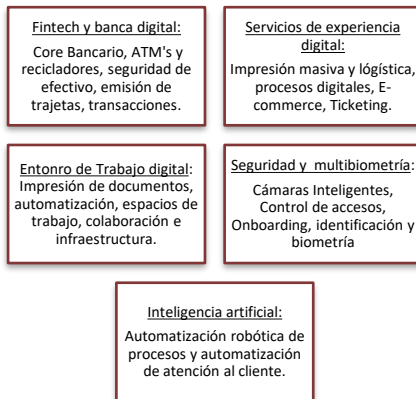 Fintech y banca digital:
Core Bancario, ATM's y
recicladores, seguridad de
efectivo, emisión de
trajetas, transacciones.
Servicios de experiencia
digital:
Impresión masiva y lógística,
procesos digitales, E-
commerce, Ticketing.
Entonro de Trabajo digital:
Impresión de documentos,
automatización, espacios de
trabajo, colaboración e
infraestructura.
Seguridad y multibiometría:
Cámaras Inteligentes,
Control de accesos,
Onboarding, identificación y
biometría
Inteligencia artificial:
Automatización robótica de
procesos y automatización
de atención al cliente.